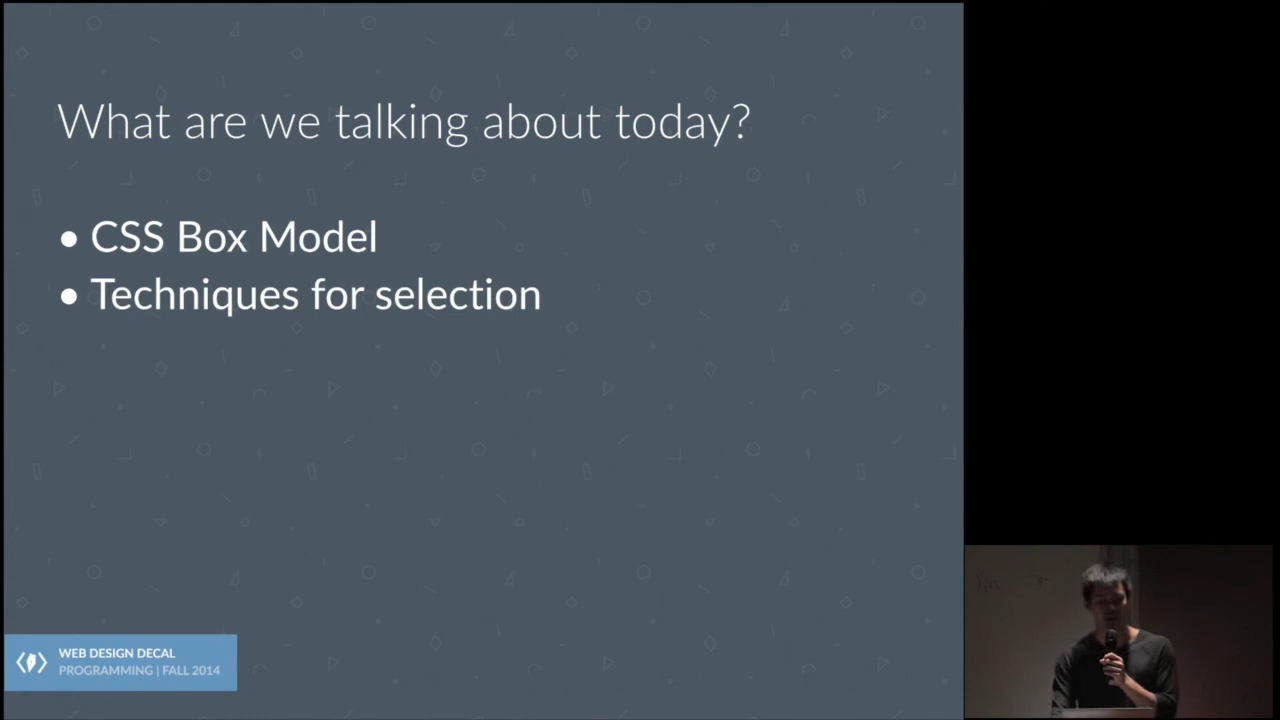 What are we talking about today?
• CSS Box Model
• Techniques for selection
WEB DESIGN DECAL
PROGRAMMING | FALL 2014